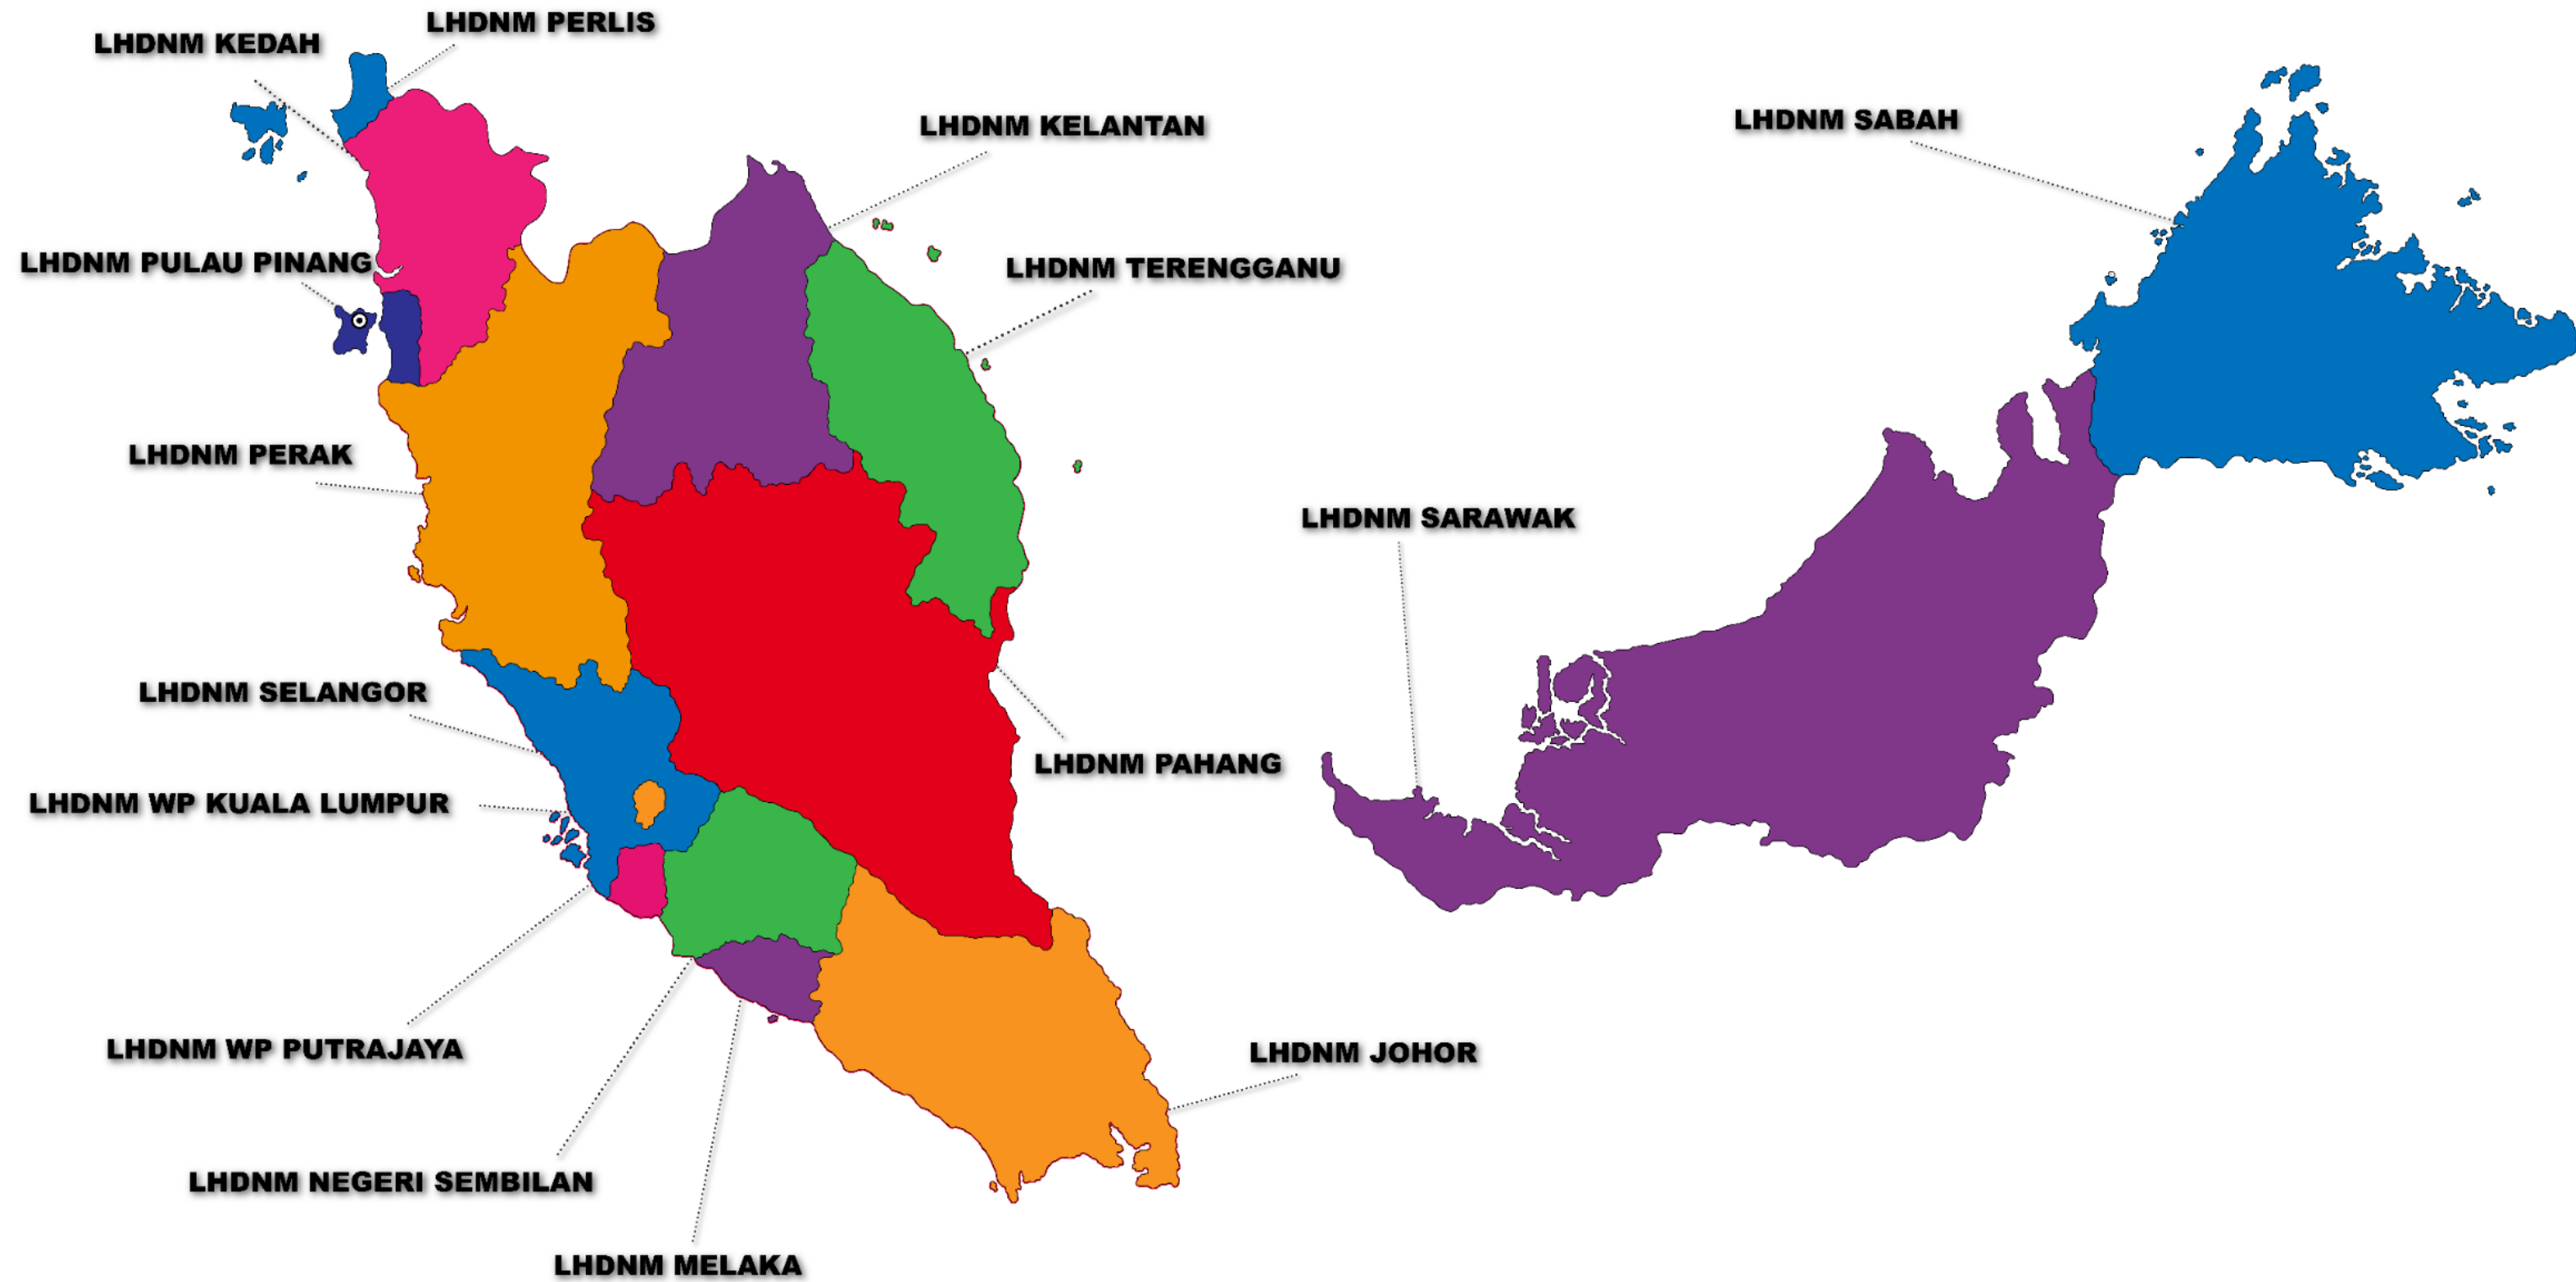 LHDNM PERLIS
LHDNM KEDAH
LHDNM SABAH
LHDNM KELANTAN
LHDNM PULAU PINANG
LHDNM TERENGGANU
LHDNM PERAK
LHDNM SARAWAK
LHDNM SELANGOR
LHDNM PAHANG
LHDNM WP KUALA LUMPUR
LHDNM WP PUTRAJAYA
LHDNM JOHOR
LHDNM NEGERI SEMBILAN
LHDNM MELAKA